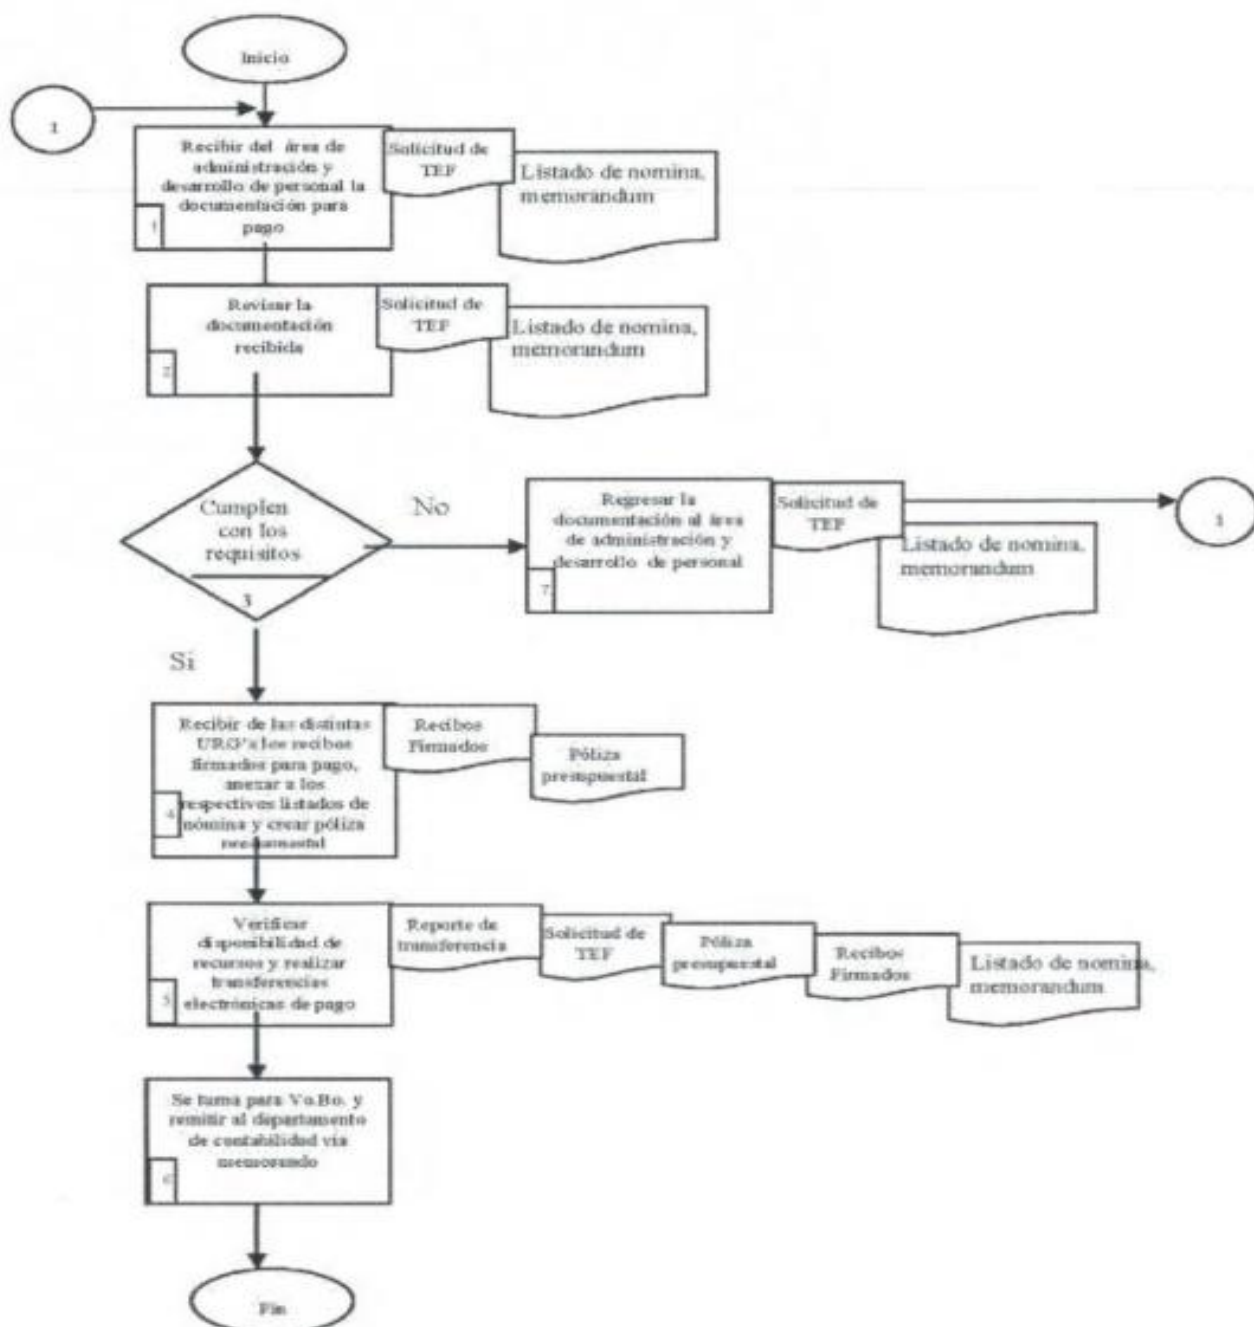 Inicio
1
Recibir del área de
administración y
desarrollo de personal la
documentación para
pago
1
Solicitud de
TEF
Listado de nomina,
memorandum
Revisar la
documentación
recibida
2
Solicitud de
TEF
Listado de nomina,
memorandum
Cumplen
con los
requisitos
3
No
Regresar la
documentación al área
de administración y
desarrollo de personal
7
Solicitud de
TEF
Listado de nomina,
memorandum
1
Si
Recibir de las distintas
URG's los recibos
firmados para pago,
anexar a los
respectivos listados de
nómina y crear póliza
presupuestal
4
Recibos
Firmados
Póliza
presupuestal
Verificar
disponibilidad de
recursos y realizar
transferencias
electrónicas de pago
5
Reporte de
transferencia
Solicitud de
TEF
Póliza
presupuestal
Recibos
Firmados
Listado de nomina,
memorandum
Se turna para Vo.Bo. y
remitir al departamento
de contabilidad vía
memorando
6
Fin